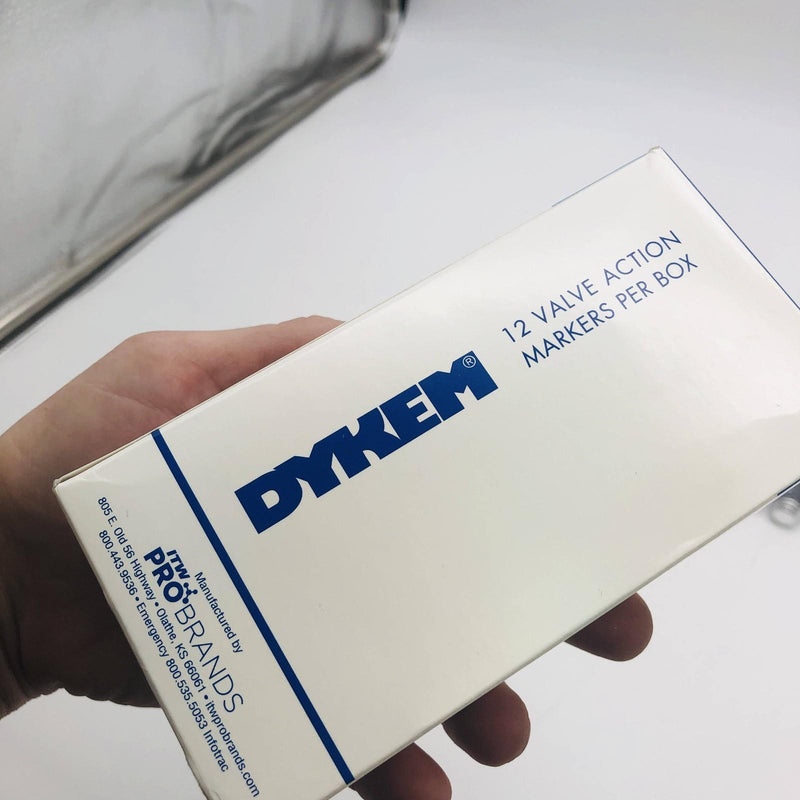 12 VALVE ACTION
MARKERS PER BOX
DYKEM®
Manufactured by
ITW
PRO BRANDS
805 E. Old 56 Highway • Olathe, KS 66061 • itwprobrands.com
800.443.9536 • Emergency 800.535.5053 Infotrac